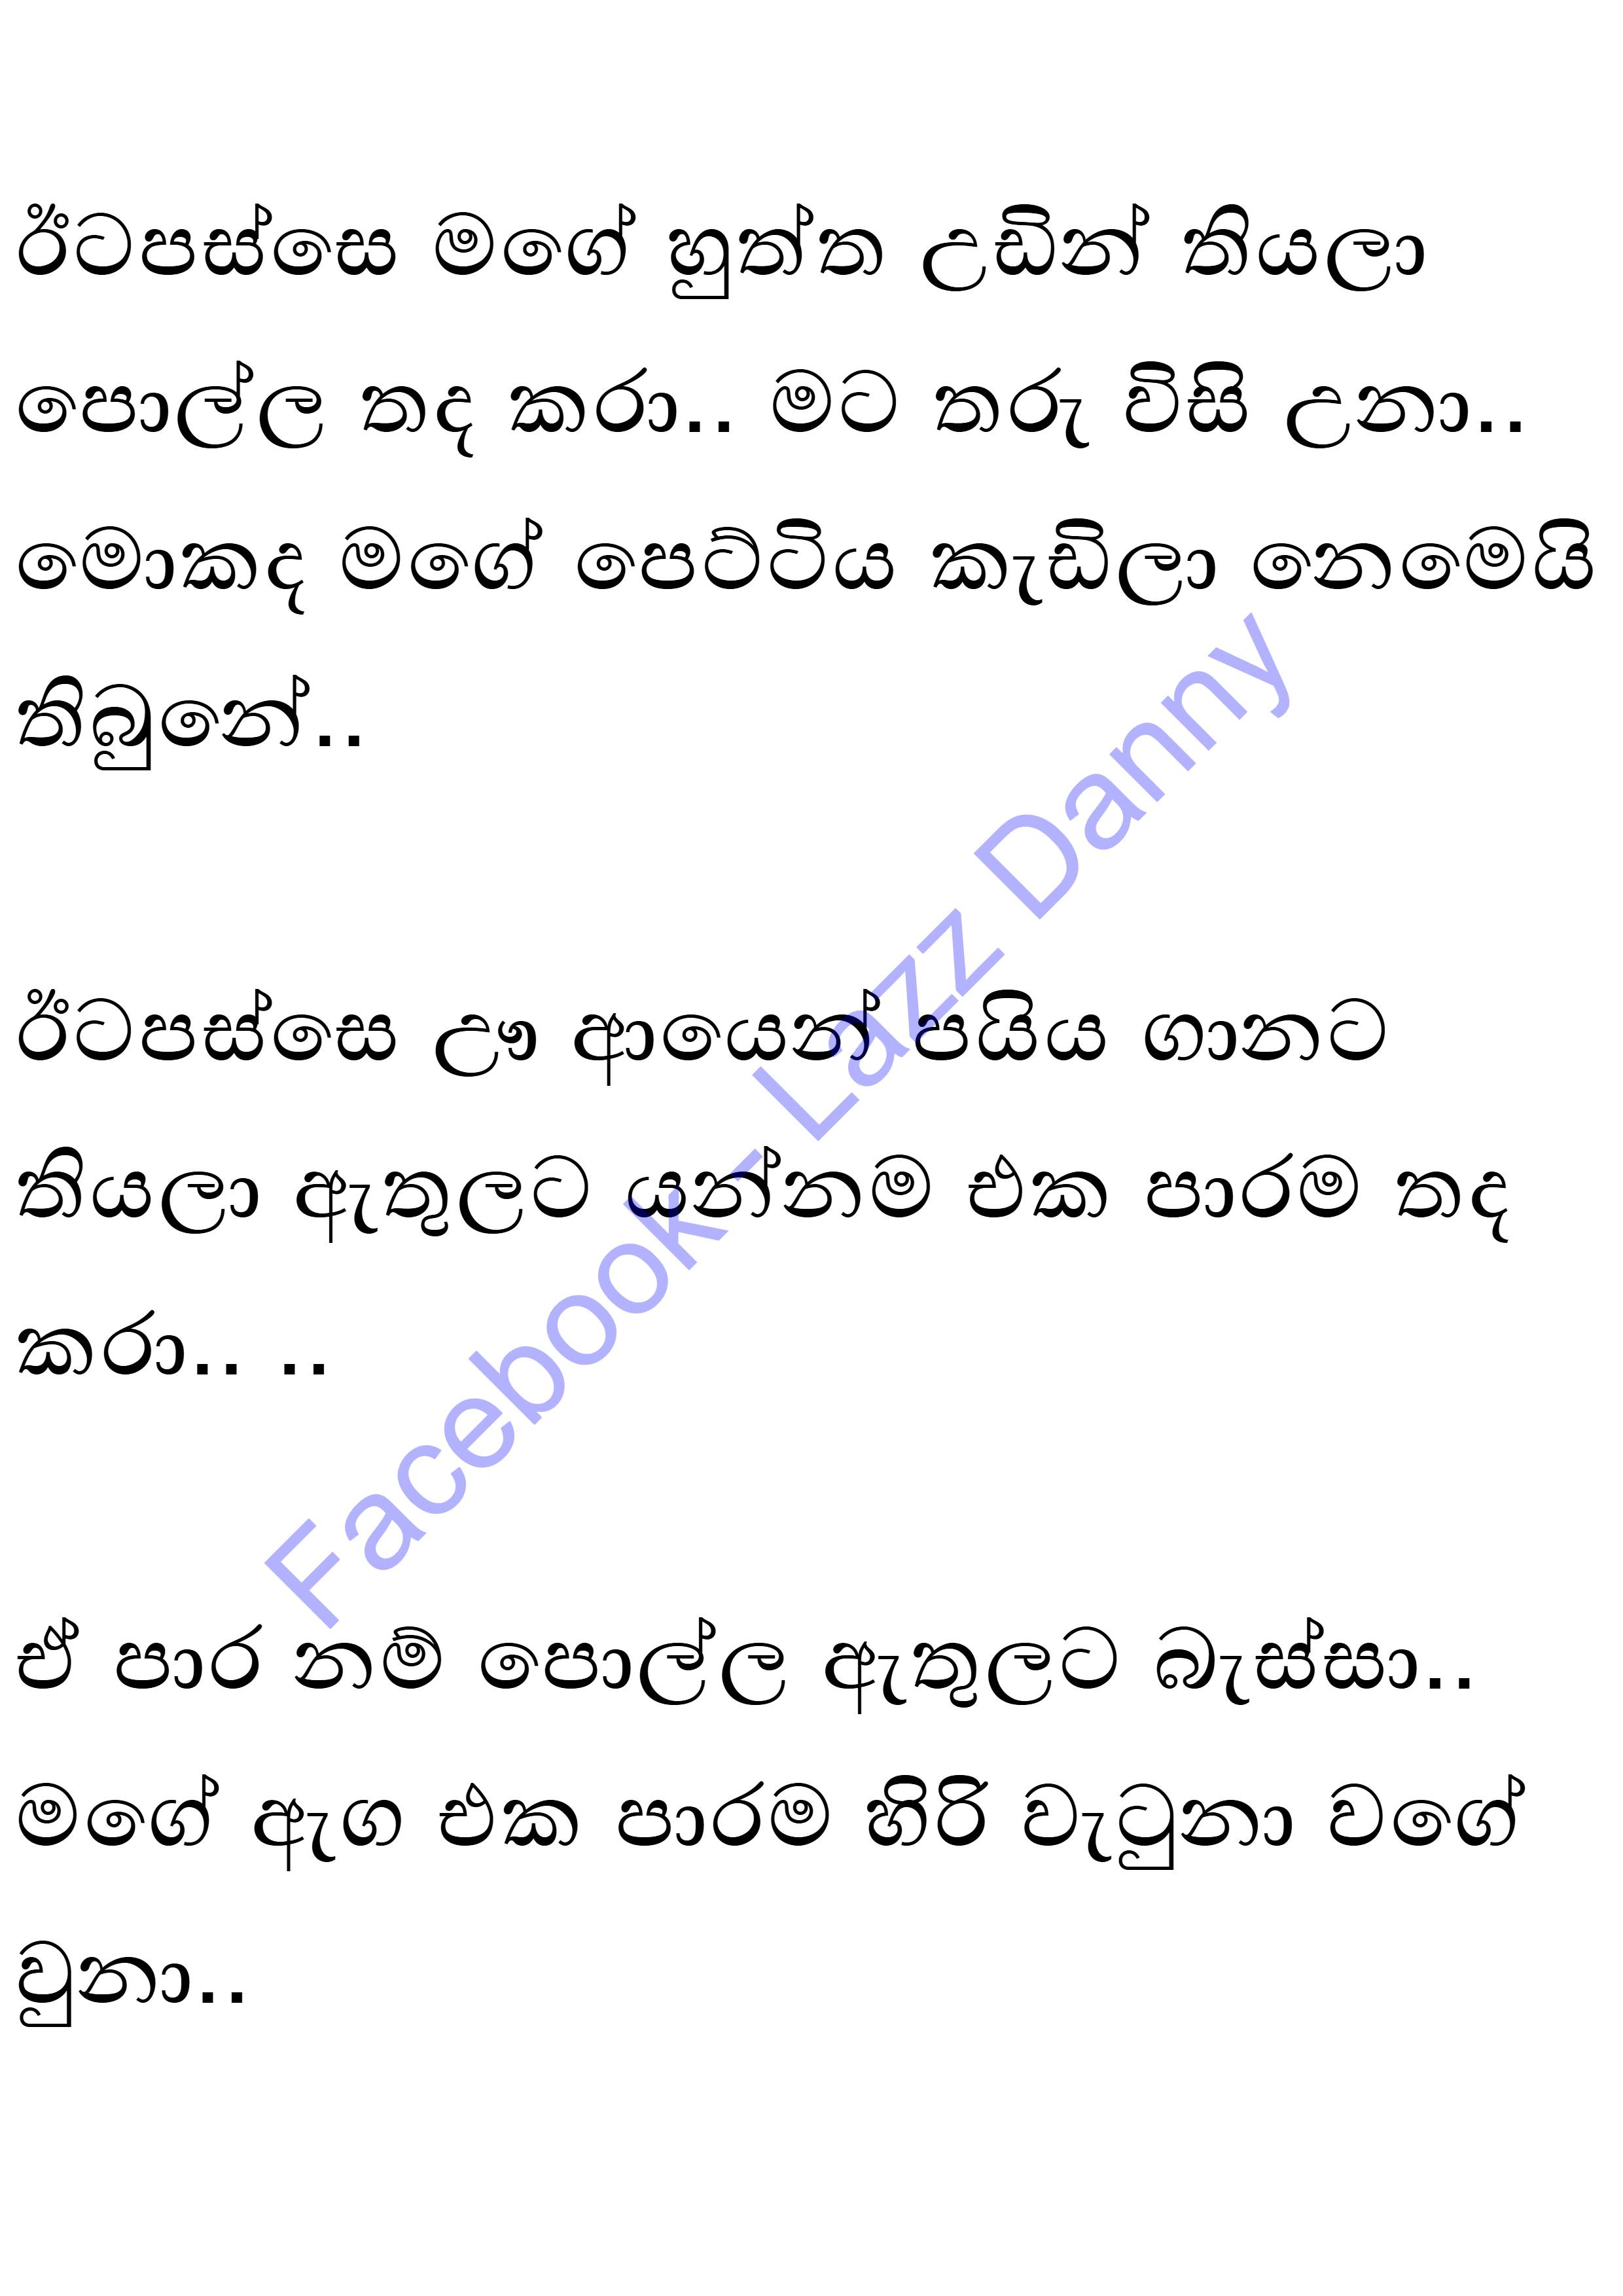 ඊටපස්සෙ මගේ හුත්ත උඩින් තියලා
පොල්ල තද කරා.. මට තරු විසි උනා..
මොකද මගේ පෙට්ටිය කැඩිලා නෙමෙයි
තිබුනේ..
ඊටපස්සෙ ඌ ආයෙන් පයිය ගානට
තියලා ඇතුලට යන්නම එක පාරම තද
කරා.. ..
ඒ පාර නම් පොල්ල ඇතුලට බැස්සා..
මගේ ඇග එක පාරම හිරි වැටුනා වගේ
වුනා..
Facebook - Lazz Danny